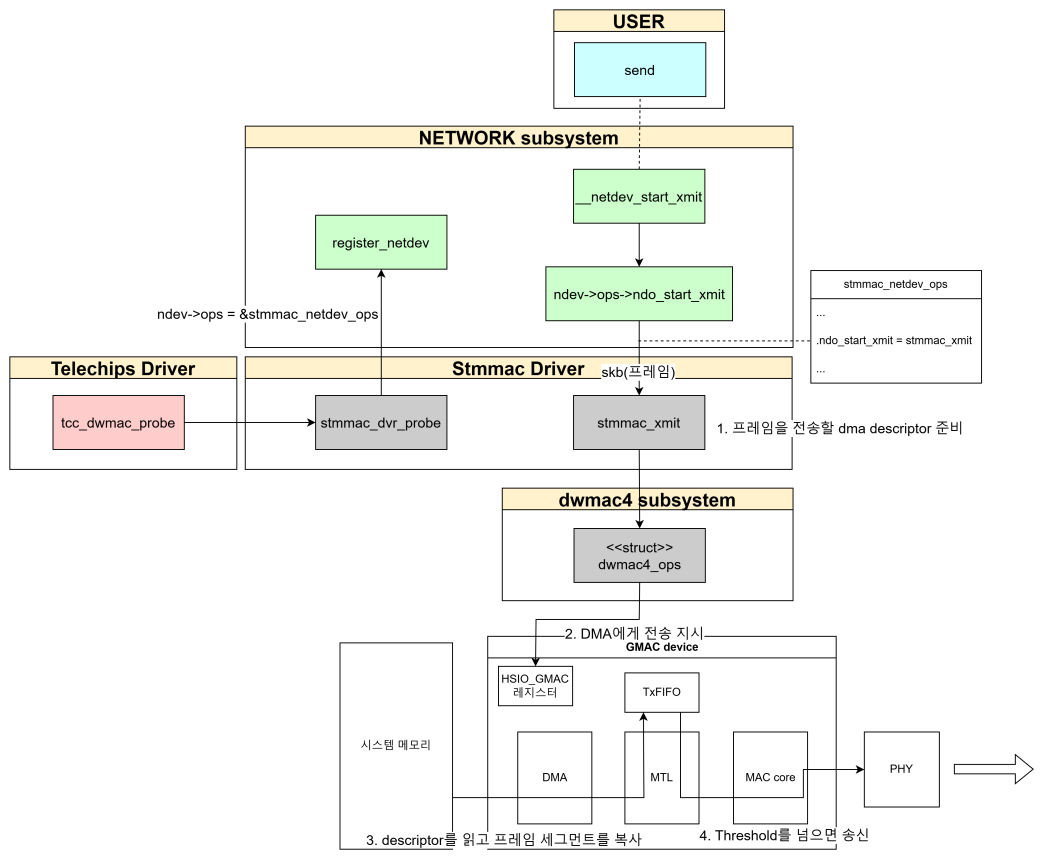 USER
send
NETWORK subsystem
__netdev_start_xmit
register_netdev
ndev->ops->ndo_start_xmit
stmmac_netdev_ops
...
.ndo_start_xmit = stmmac_xmit
...
ndev->ops = &stmmac_netdev_ops
Telechips Driver
tcc_dwmac_probe
Stmmac Driver
skb(프레임)
stmmac_dvr_probe
stmmac_xmit
1. 프레임을 전송할 dma descriptor 준비
dwmac4 subsystem
<<struct>>
dwmac4_ops
2. DMA에게 전송 지시
GMAC device
HSIO_GMAC
레지스터
TxFIFO
시스템 메모리
DMA
MTL
MAC core
PHY
3. descriptor를 읽고 프레임 세그먼트를 복사
4. Threshold를 넘으면 송신